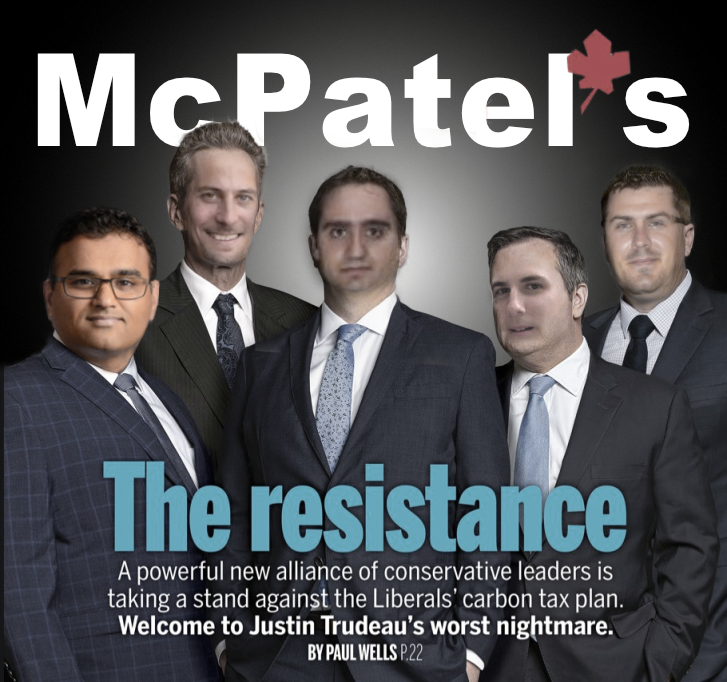 McPatel's
The resistance
A powerful new alliance of conservative leaders is
taking a stand against the Liberals’ carbon tax plan.
Welcome to Justin Trudeau’s worst nightmare.
BY PAUL WELLS P.22